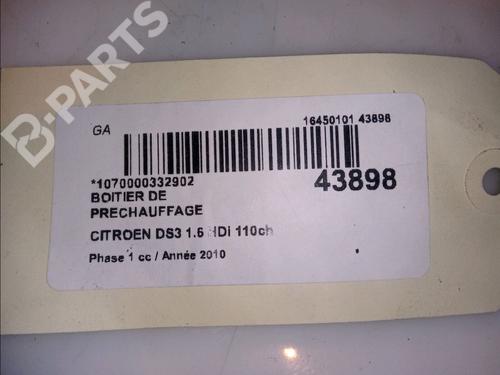 B-PARTS
GA
16450101 43898
*1070000332902
43898
BOITIER DE
PRECHAUFFAGE
CITROEN DS3 1.6 HDi 110ch
Phase 1 cc / Année 2010